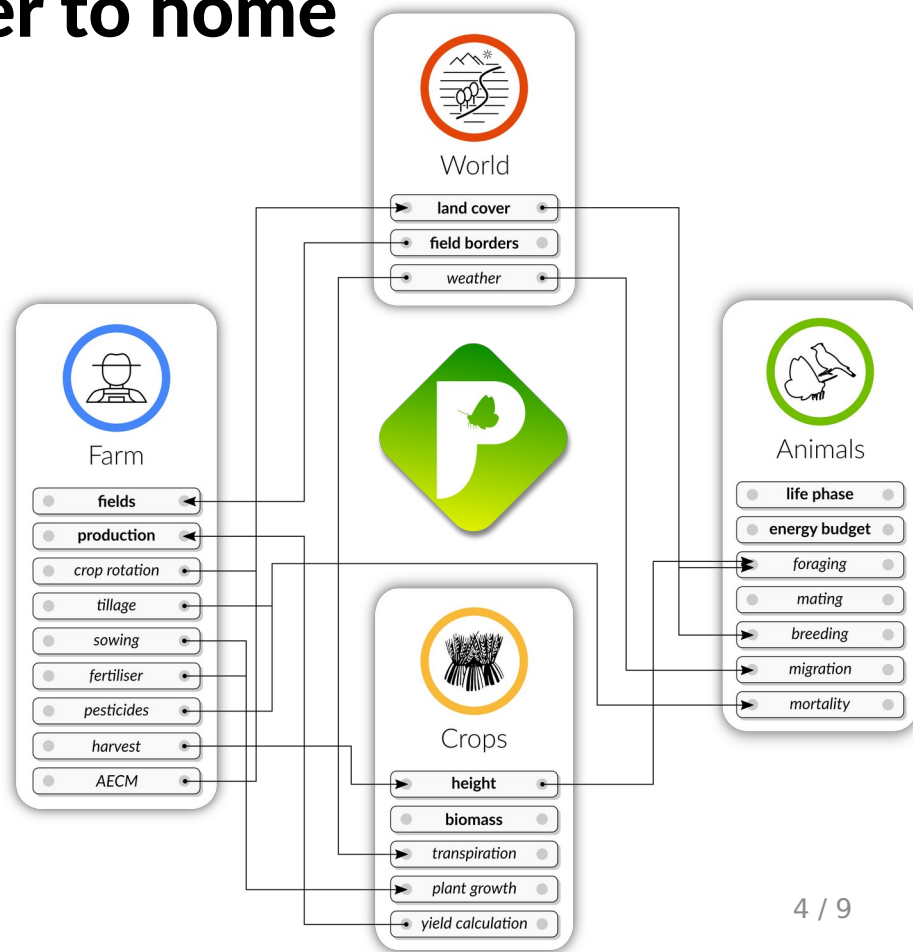 er to home
World
land cover
field borders
weather
Farm
fields
production
crop rotation
tillage
sowing
fertiliser
pesticides
harvest
AECM
P
Crops
height
biomass
transpiration
plant growth
yield calculation
Animals
life phase
energy budget
foraging
mating
breeding
migration
mortality
4 / 9